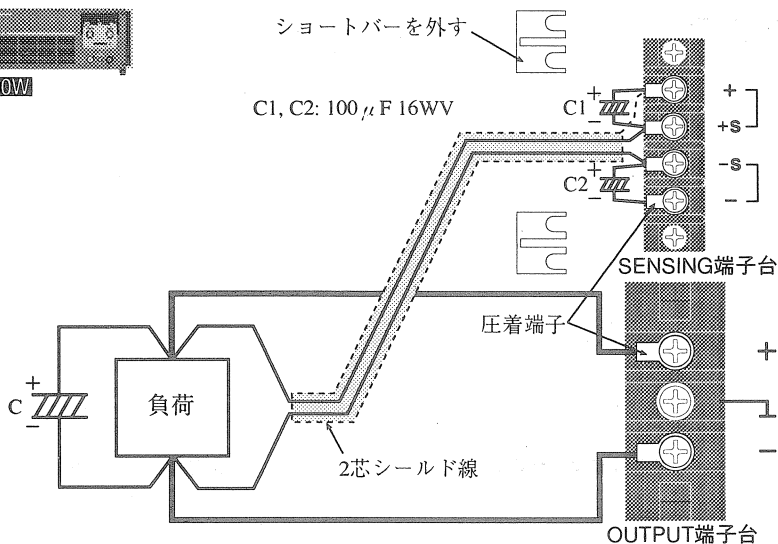 ショートバーを外す
0W
C1, C2: 100μF 16WV
C1
+
−
C2
+
−
+
+S
-S
−
SENSING端子台
圧着端子
C
+
−
負荷
2芯シールド線
+
−
OUTPUT端子台